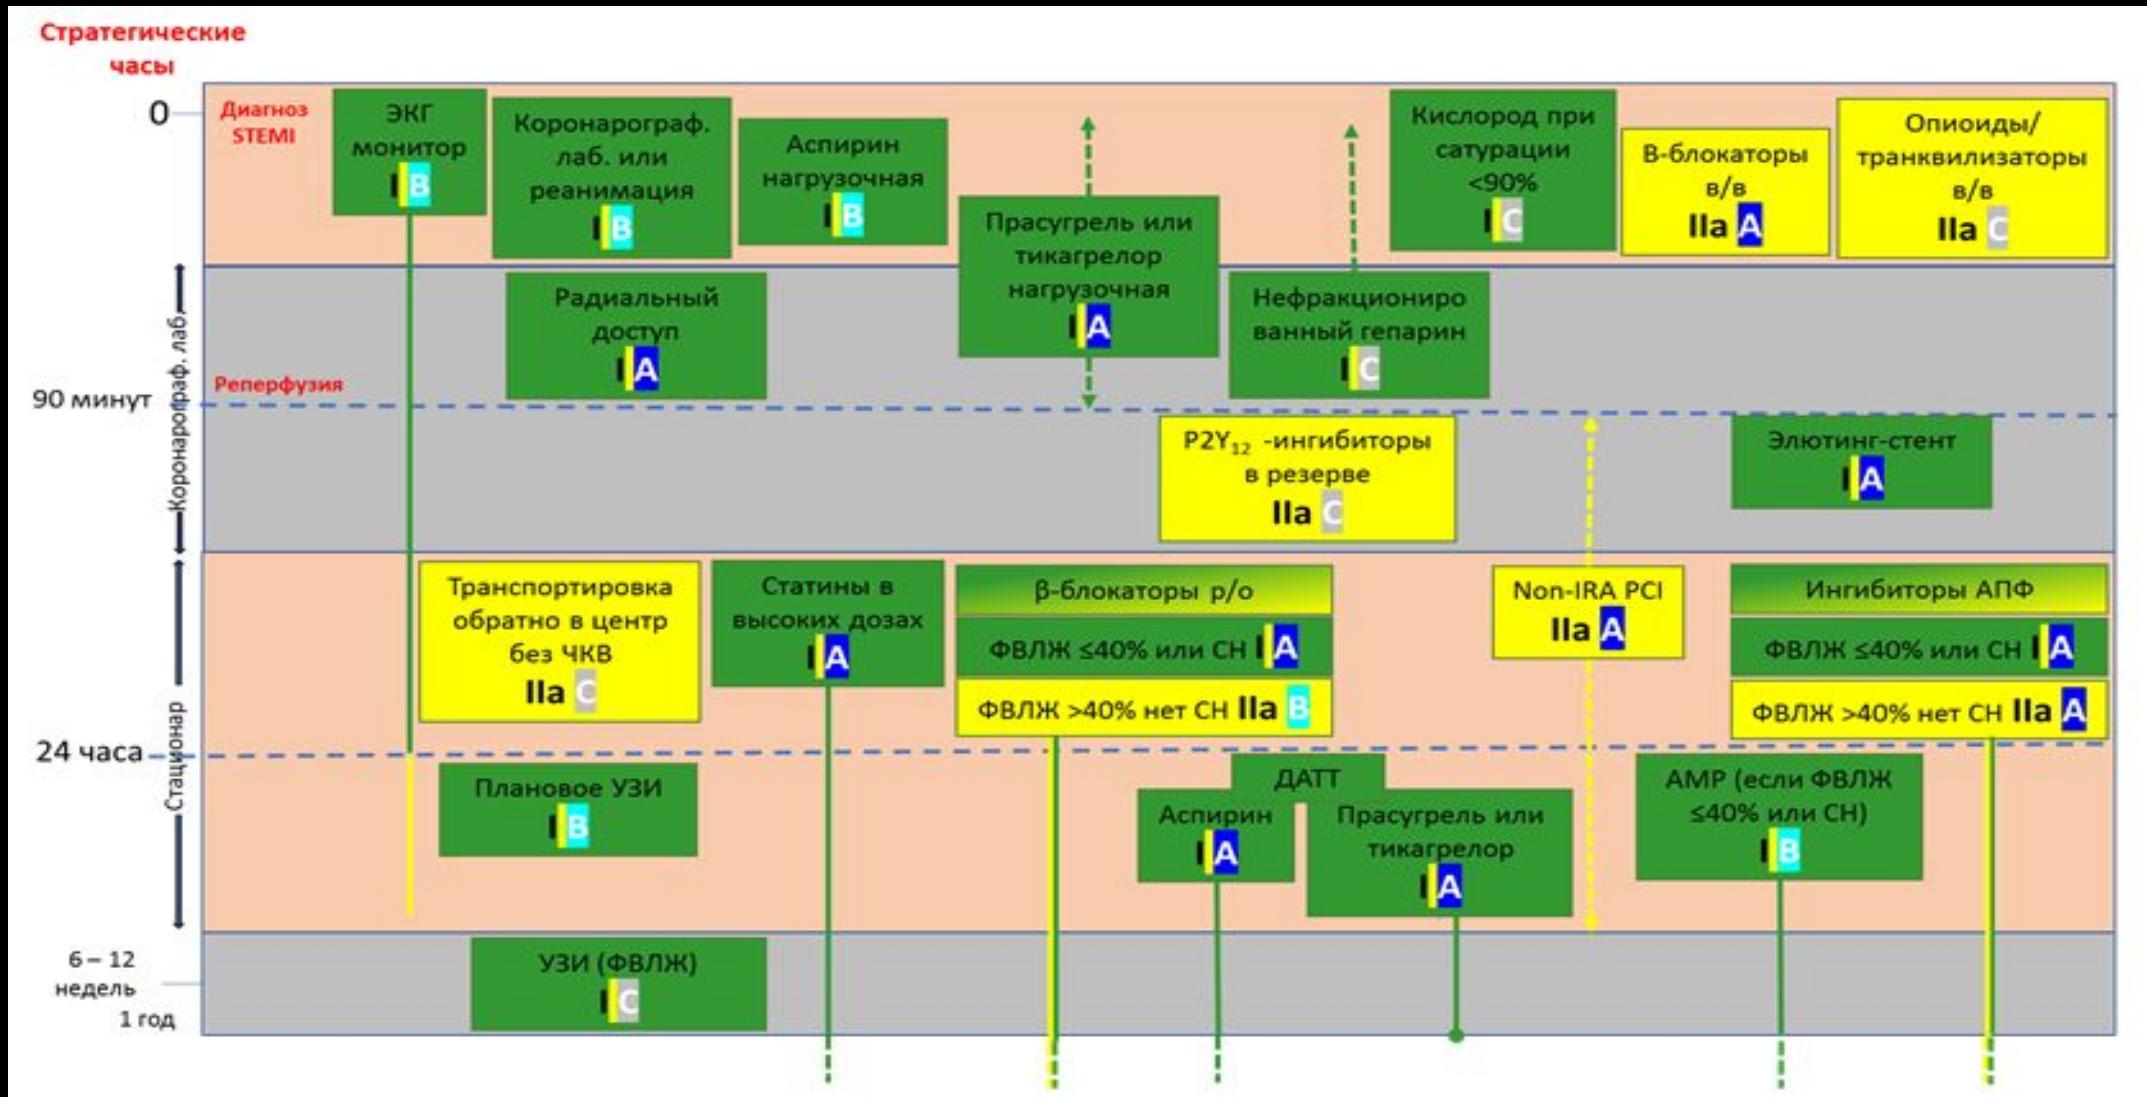 Стратегические
часы
0
Диагноз
STEMI
ЭКГ
монитор
I B
Коронарограф.
лаб. или
реанимация
I B
Аспирин
нагрузочная
I B
Прасугрель или
тикагрелор
нагрузочная
I A
Кислород при
сатурации
<90%
I C
В-блокаторы
в/в
IIa A
Опиоиды/
транквилизаторы
в/в
IIa C
Коронарограф. лаб.
Радиальный
доступ
I A
Нефракциониро
ванный гепарин
I C
90 минут
Реперфузия
P2Y12 -ингибиторы
в резерве
IIa C
Элютинг-стент
I A
Стационар
Транспортировка
обратно в центр
без ЧКВ
IIa C
Статины в
высоких дозах
I A
β-блокаторы р/о
ФВЛЖ ≤40% или СН I A
ФВЛЖ >40% нет СН IIa B
Non-IRA PCI
IIa A
Ингибиторы АПФ
ФВЛЖ ≤40% или СН I A
ФВЛЖ >40% нет СН IIa A
24 часа
Плановое УЗИ
I B
ДАТТ
Аспирин
I A
Прасугрель или
тикагрелор
I A
АМР (если ФВЛЖ
≤40% или СН)
I B
6 – 12
недель
1 год
УЗИ (ФВЛЖ)
I C